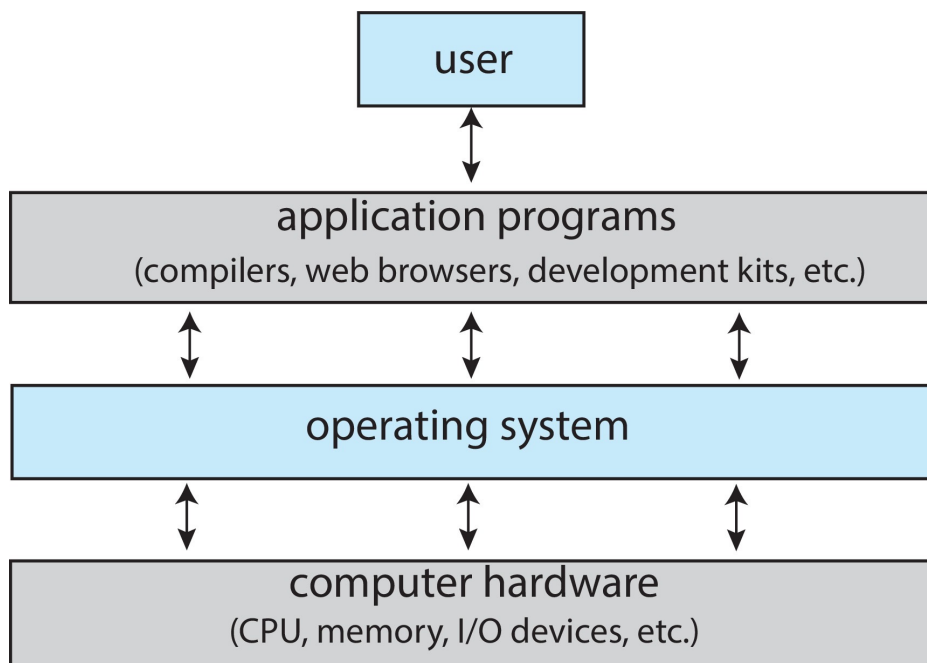 user
application programs
(compilers, web browsers, development kits, etc.)
operating system
computer hardware
(CPU, memory, I/O devices, etc.)